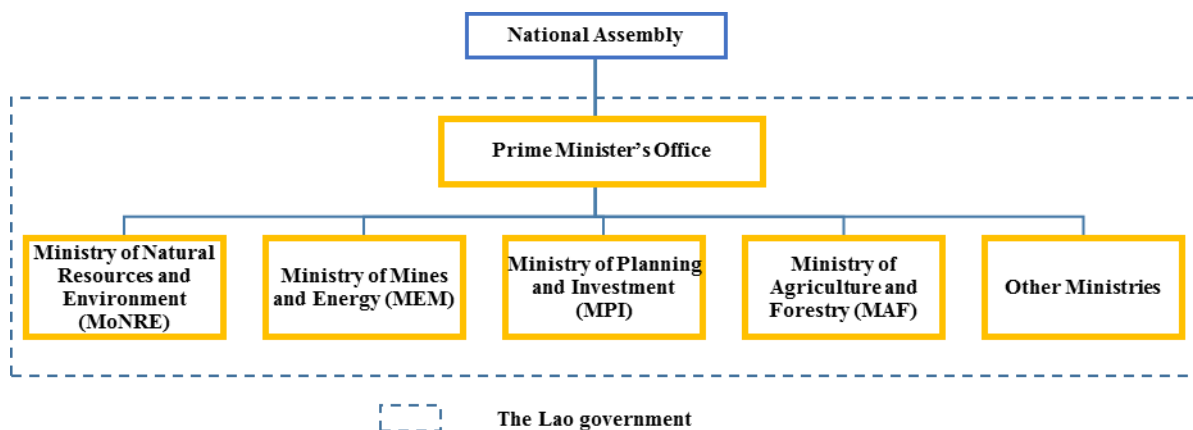 National Assembly
Prime Minister's Office
Ministry of Natural
Resources and
Environment
(MoNRE)
Ministry of Mines
and Energy (MEM)
Ministry of Planning
and Investment
(MPI)
Ministry of
Agriculture and
Forestry (MAF)
Other Ministries
The Lao government